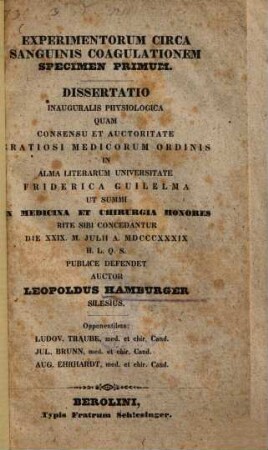 EXPERIMENTORUM CIRCA
SANGUINIS COAGULATIONEM
SPECIMEN PRIMUM.
DISSERTATIO
INAUGURALIS PHYSIOLOGICA
QUAM
CONSENSU ET AUCTORITATE
GRATIOSI MEDICORUM ORDINIS
IN
ALMA LITERARUM UNIVERSITATE
FRIDERICA GUILELMA
UT SUMMI
MEDICINA ET CHIRURGIA HONORES
RITE SIBI CONCEDANTUR
DIE XXIX. M. JULII A. MDCCCXXXIX
H. L. Q. S.
PUBLICE DEFENDET
AUCTOR
LEOPOLDUS HAMBURGER
SILESIUS.
Opponentibus:
LUDOV. TRAUBE, med. et chir. Cand.
JUL. BRUNN, med. et chir. Cand.
AUG. EHRHARDT, med. et chir. Cand.
BEROLINI,
Typis Fratrum Schlesinger.